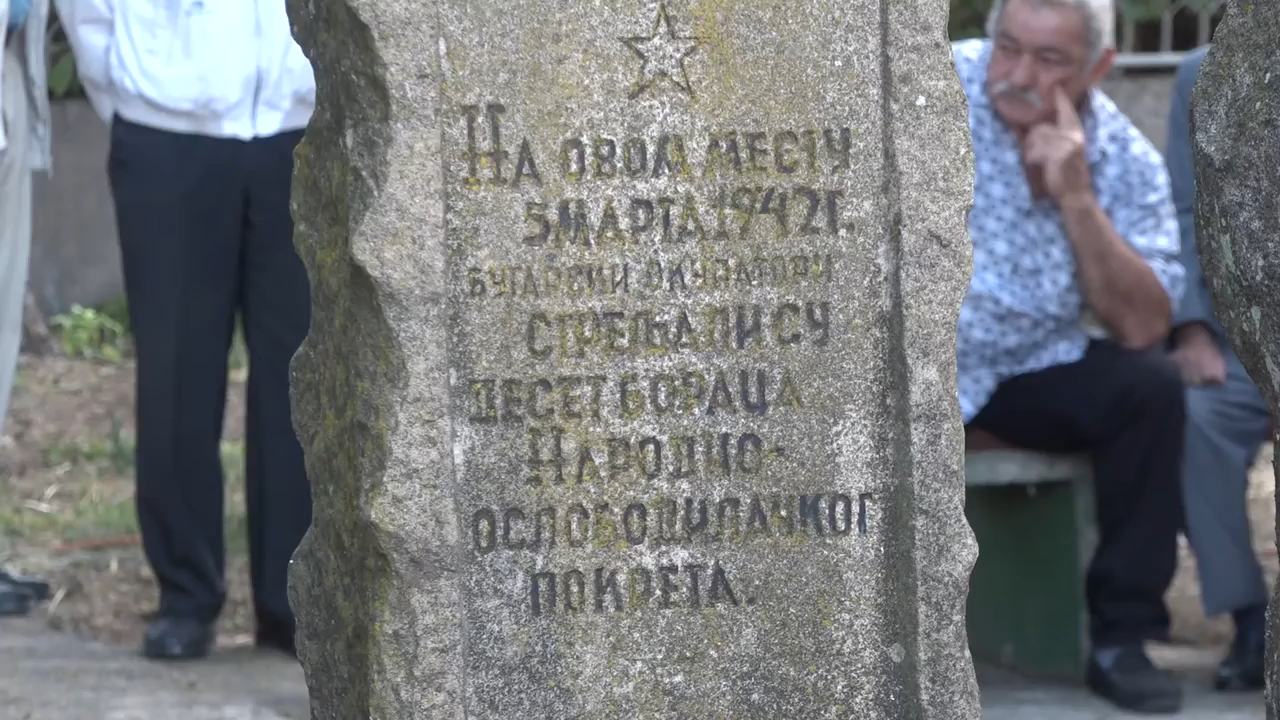 На овом месту
5 марта 1942 г.
бугарски окупатори
стрељали су
десет бораца
Народно-
ослободилачког
покрета.